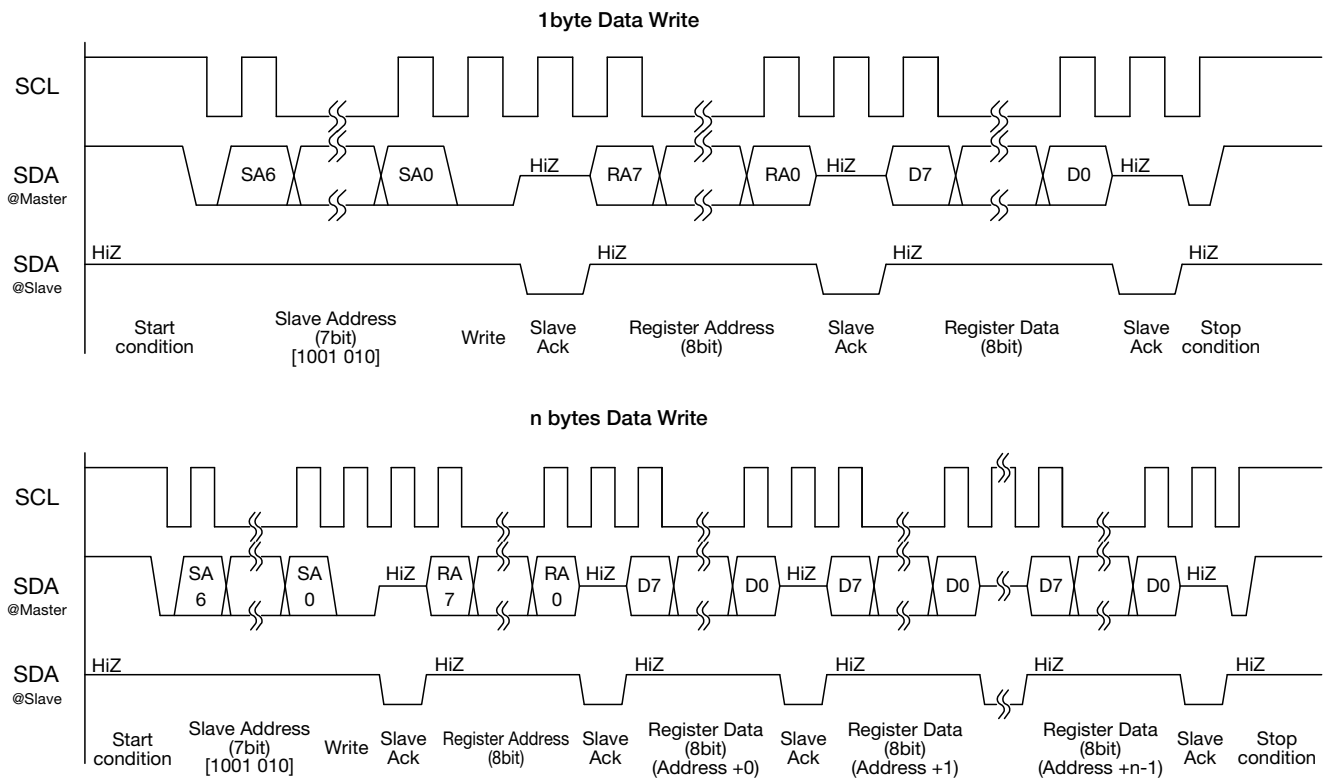 1byte Data Write
SCL
SDA
@Master
SA6 SA0 HiZ RA7 RA0 HiZ D7 D0 HiZ
SDA
@Slave
HiZ HiZ HiZ HiZ
Start
condition
Slave Address
(7bit)
[1001 010]
Write
Slave
Ack
Register Address
(8bit)
Slave
Ack
Register Data
(8bit)
Slave
Ack
Stop
condition
n bytes Data Write
SCL
SDA
@Master
SA
6
SA
0
HiZ
RA
7
RA
0
HiZ D7 D0 HiZ D7 D0 D7 D0 HiZ
SDA
@Slave
HiZ HiZ HiZ HiZ HiZ HiZ
Start
condition
Slave Address
(7bit)
[1001 010]
Write
Slave
Ack
Register Address
(8bit)
Slave
Ack
Register Data
(8bit)
(Address +0)
Slave
Ack
Register Data
(8bit)
(Address +1)
Register Data
(8bit)
(Address +n-1)
Slave
Ack
Stop
condition